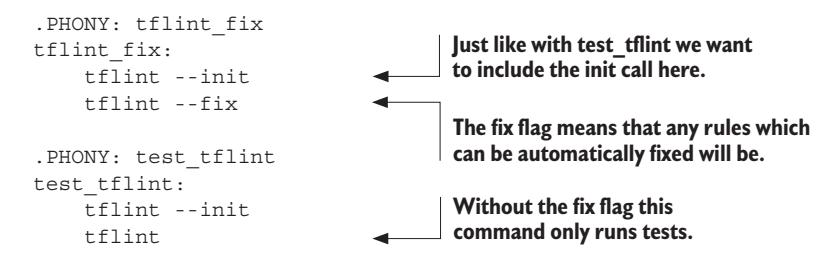 .PHONY: tflint_fix
tflint_fix:
    tflint --init
    tflint --fix
.PHONY: test_tflint
test_tflint:
    tflint --init
    tflint
Just like with test_tflint we want
to include the init call here.
The fix flag means that any rules which
can be automatically fixed will be.
Without the fix flag this
command only runs tests.